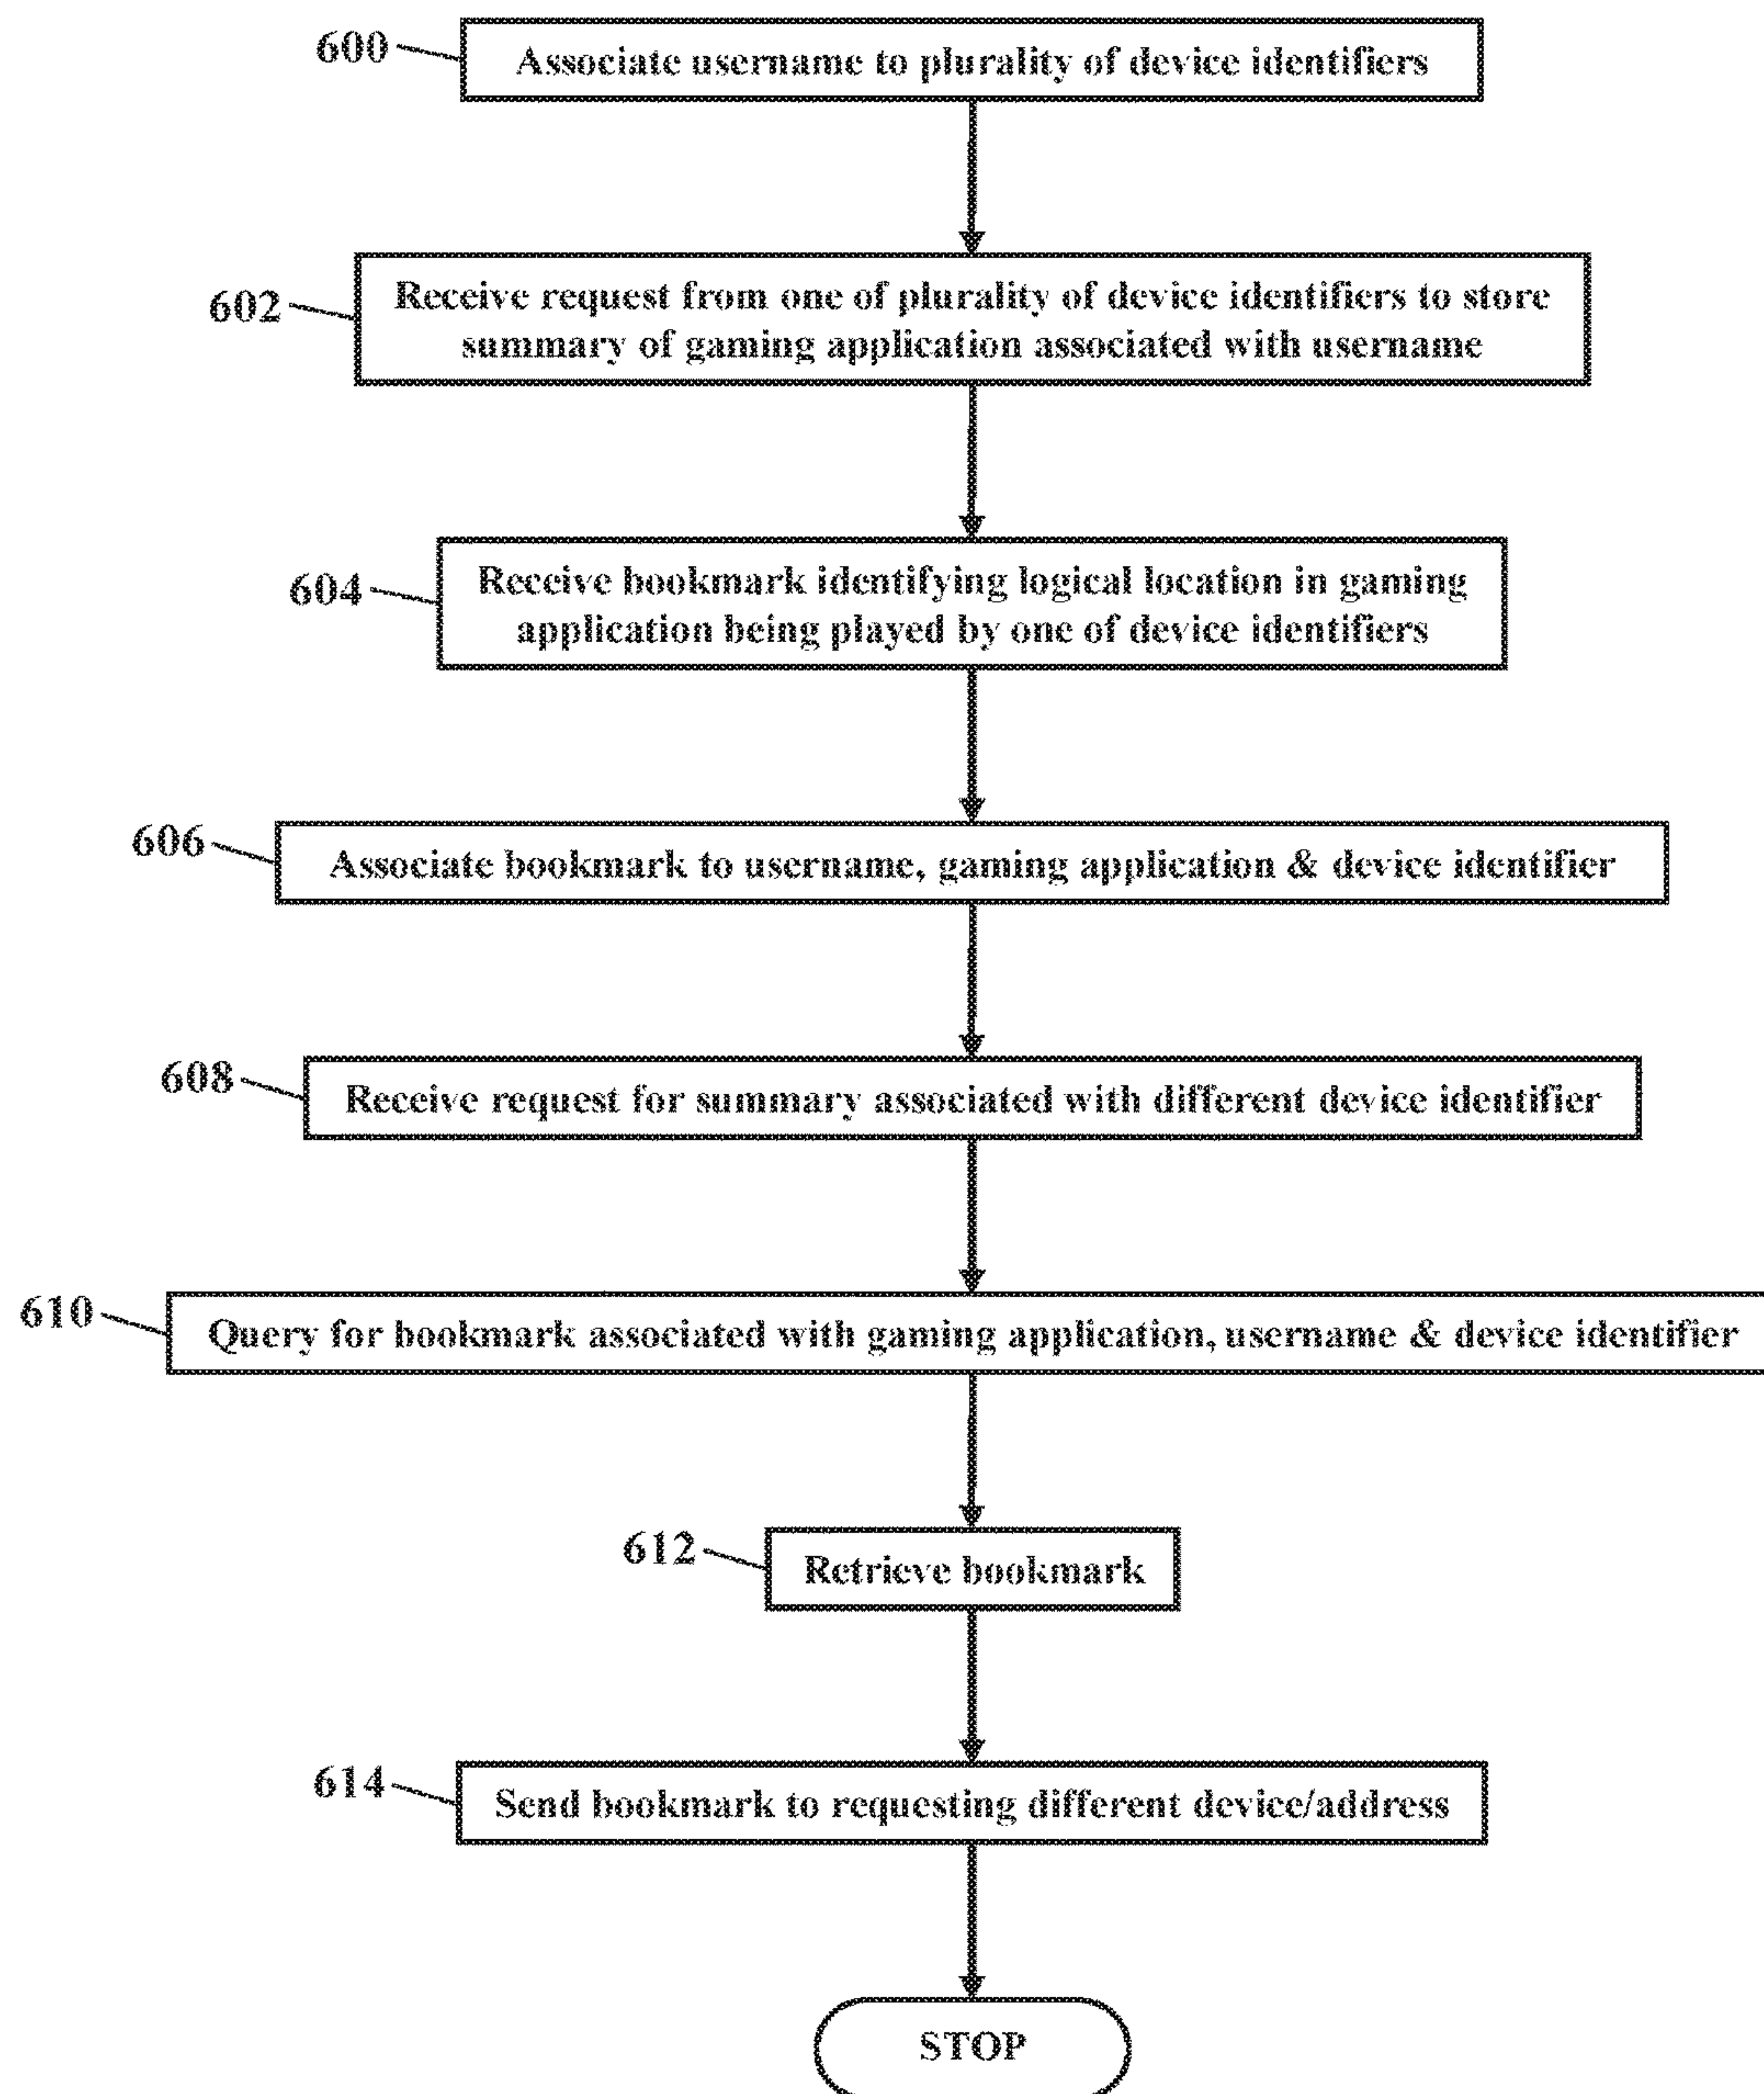 600
Associate username to plurality of device identifiers
602
Receive request from one of plurality of device identifiers to store
summary of gaming application associated with username
604
Receive bookmark identifying logical location in gaming
application being played by one of device identifiers
606
Associate bookmark to username, gaming application & device identifier
608
Receive request for summary associated with different device identifier
610
Query for bookmark associated with gaming application, username & device identifier
612
Retrieve bookmark
614
Send bookmark to requesting different device/address
STOP